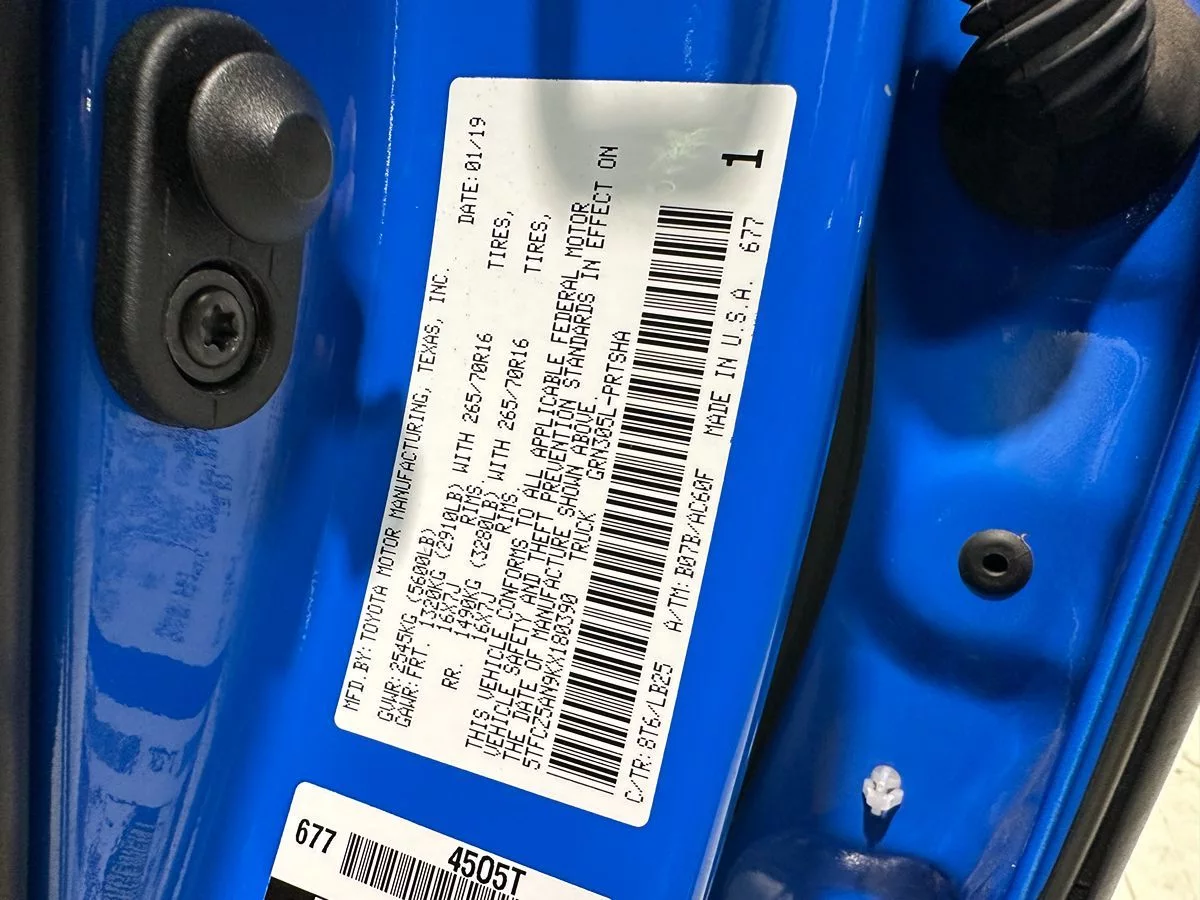 MFD.BY:TOYOTA MOTOR MANUFACTURING, TEXAS, INC.
DATE:01/19
GVWR:2545KG (5600LB)
GAWR:FRT. 1320KG (2910LB) WITH 265/70R16 TIRES,
16X7J RIMS
RR. 1490KG (3280LB) WITH 265/70R16 TIRES,
16X7J RIMS
THIS VEHICLE CONFORMS TO ALL APPLICABLE FEDERAL MOTOR
VEHICLE SAFETY AND THEFT PREVENTION STANDARDS IN EFFECT ON
THE DATE OF MANUFACTURE SHOWN ABOVE.
5TFCZ5AN9KX180390 TRUCK GRN305L-PRTSHA
1
C/TR:8T6/LB25 A/TM:B07B/AC60F MADE IN U.S.A. 677
677 4505T